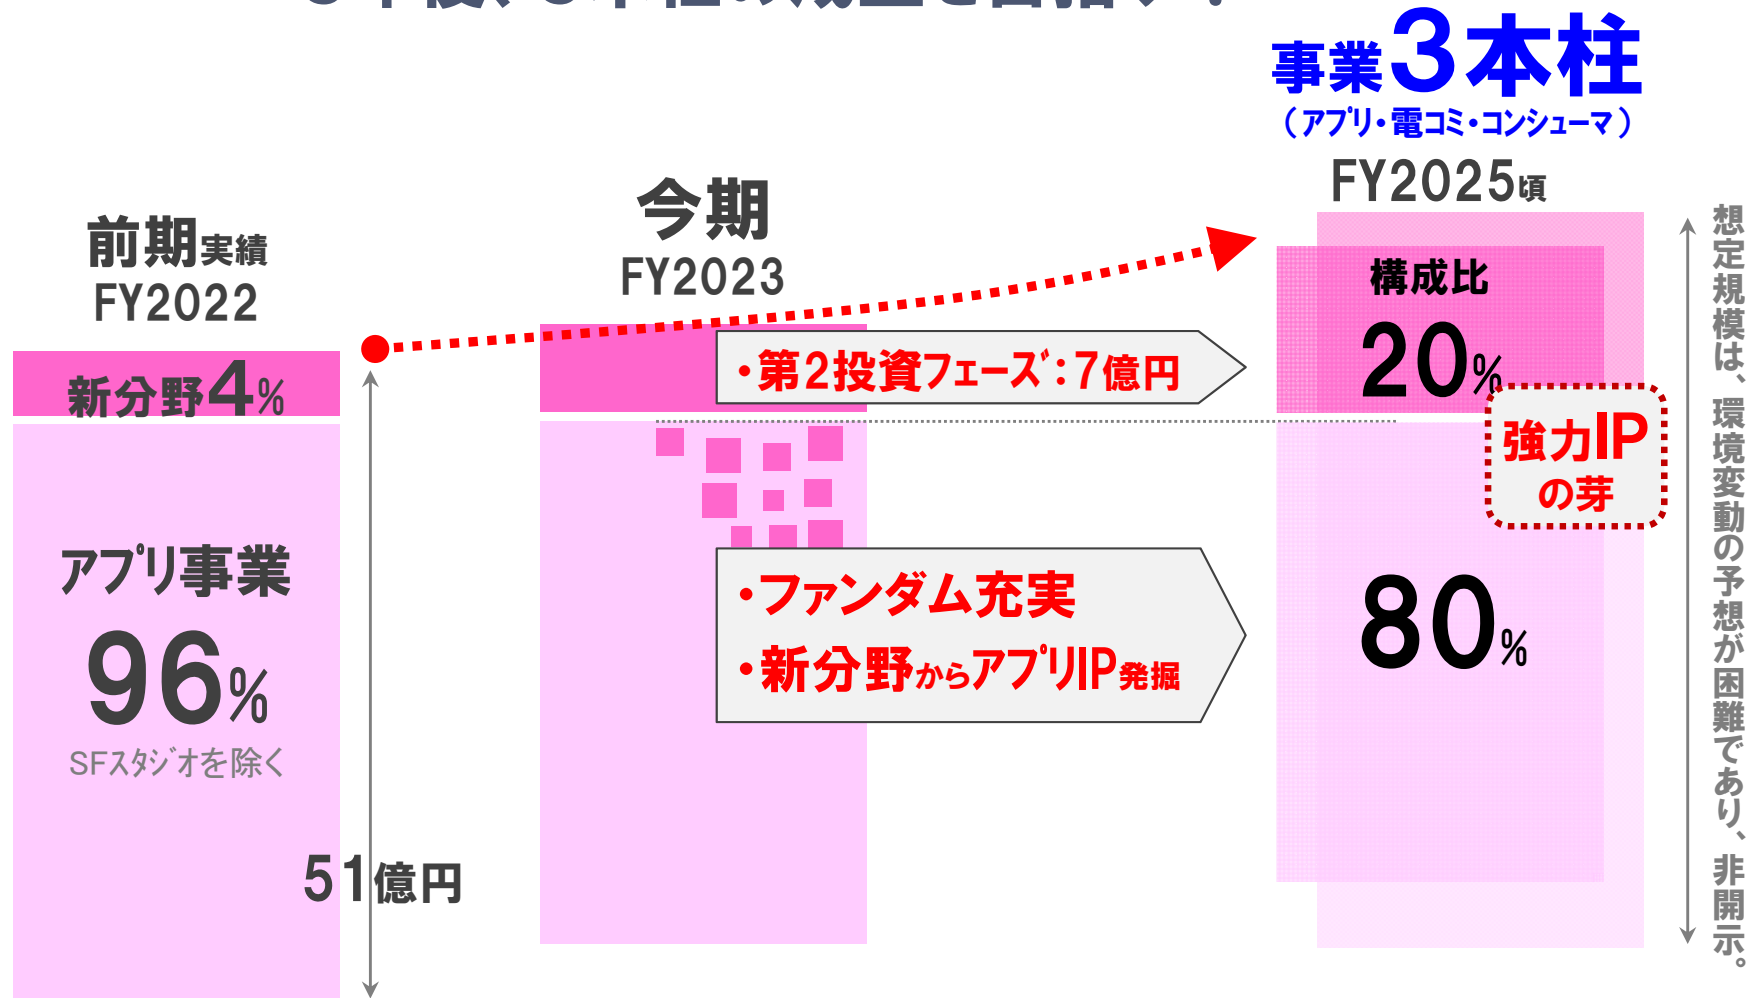 事業3本柱
（アプリ・電コミ・コンシューマ）
FY2025頃
前期実績
FY2022
今期
FY2023
構成比
20%
新分野4%
・第2投資フェーズ：7億円
強力IP
の芽
アプリ事業
96%
SFスタジオを除く
・ファンダム充実
・新分野からアプリIP発掘
80%
51億円
想定規模は、環境変動の予想が困難であり、非開示。